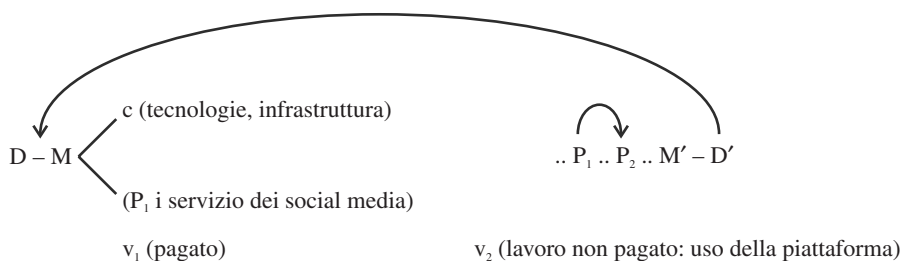 c (tecnologie, infrastruttura)
D – M .. P₁ .. P₂ .. M′ – D′
(P₁ i servizio dei social media)
v₁ (pagato) v₂ (lavoro non pagato: uso della piattaforma)